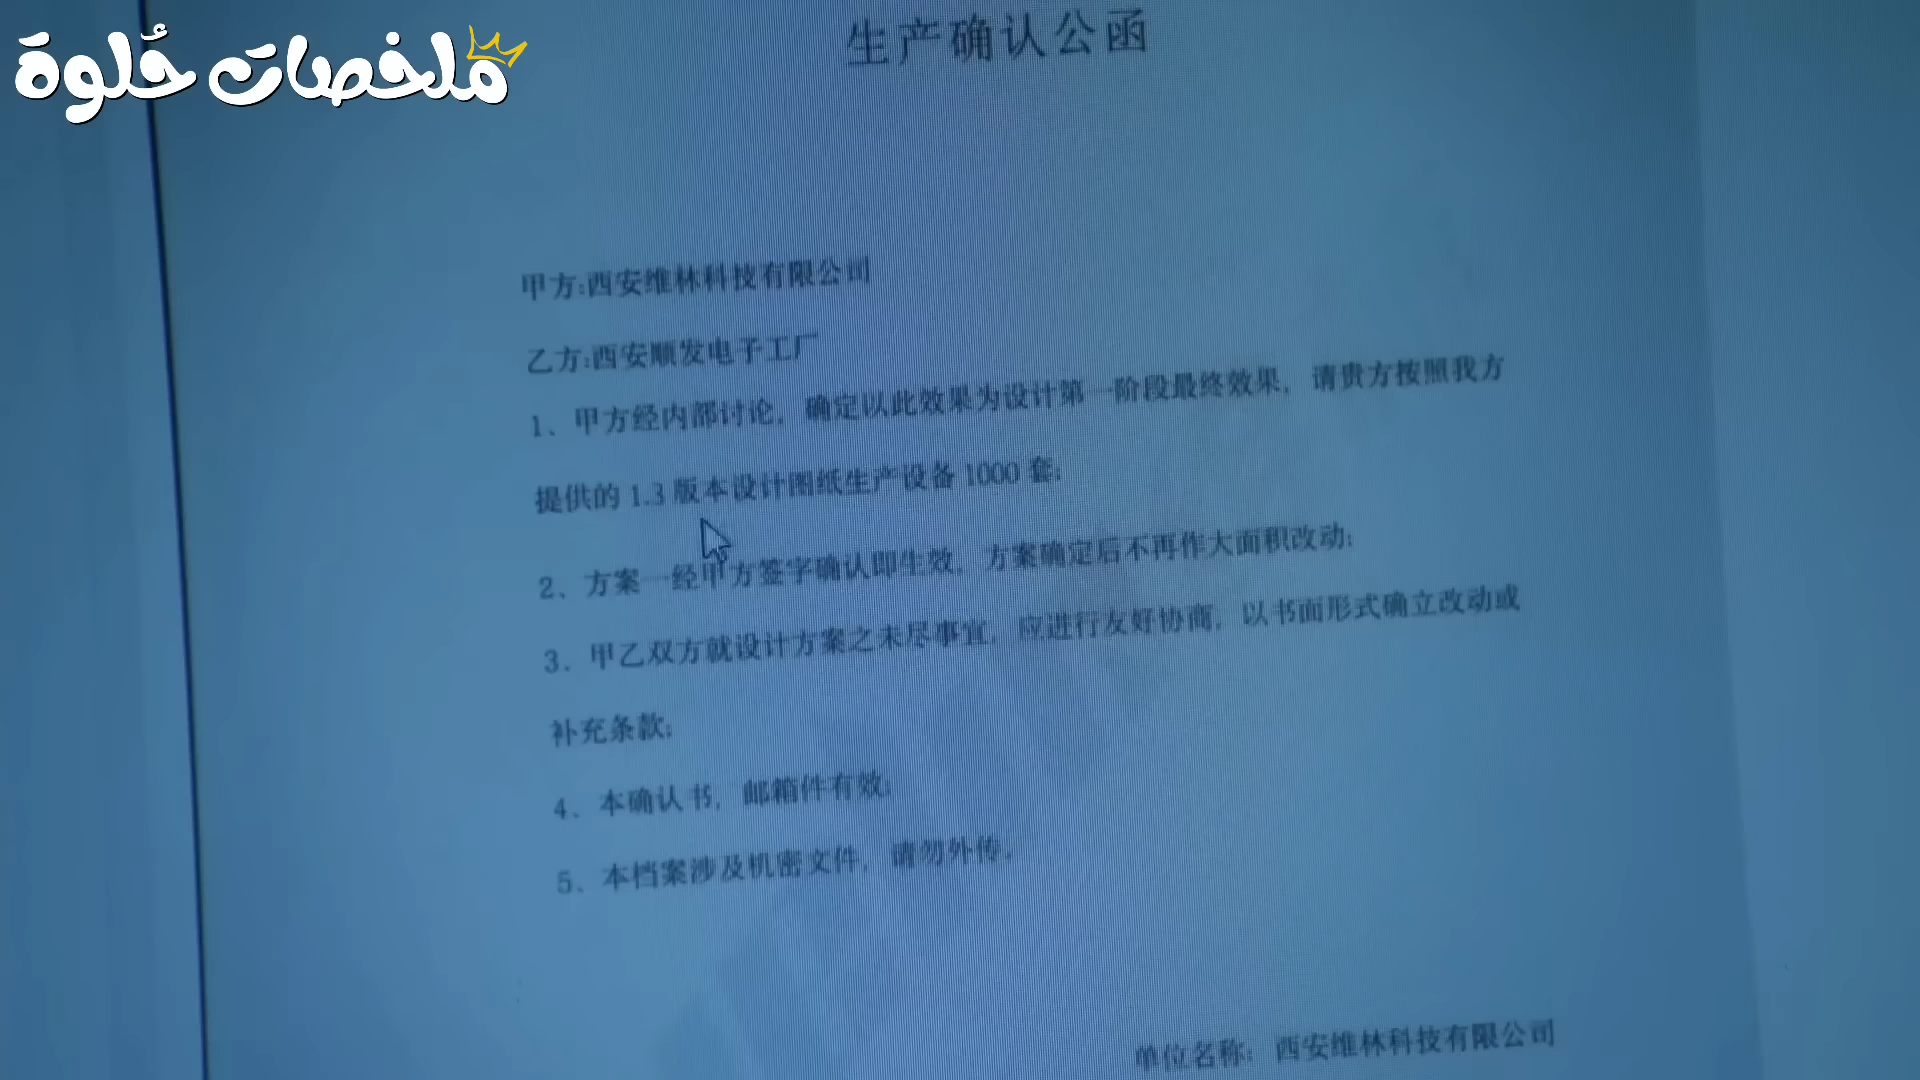 ملخصات حلوة
生产确认公函
甲方:西安维林科技有限公司
乙方:西安顺发电子工厂
1、甲方经内部讨论，确定以此效果为设计第一阶段最终效果，请贵方按照我方
提供的 1.3 版本设计图纸生产设备 1000 套;
2、方案一经甲方签字确认即生效，方案确定后不再作大面积改动;
3、甲乙双方就设计方案之未尽事宜，应进行友好协商，以书面形式确立改动或
补充条款;
4、本确认书，邮箱件有效;
5、本档案涉及机密文件，请勿外传。
单位名称: 西安维林科技有限公司